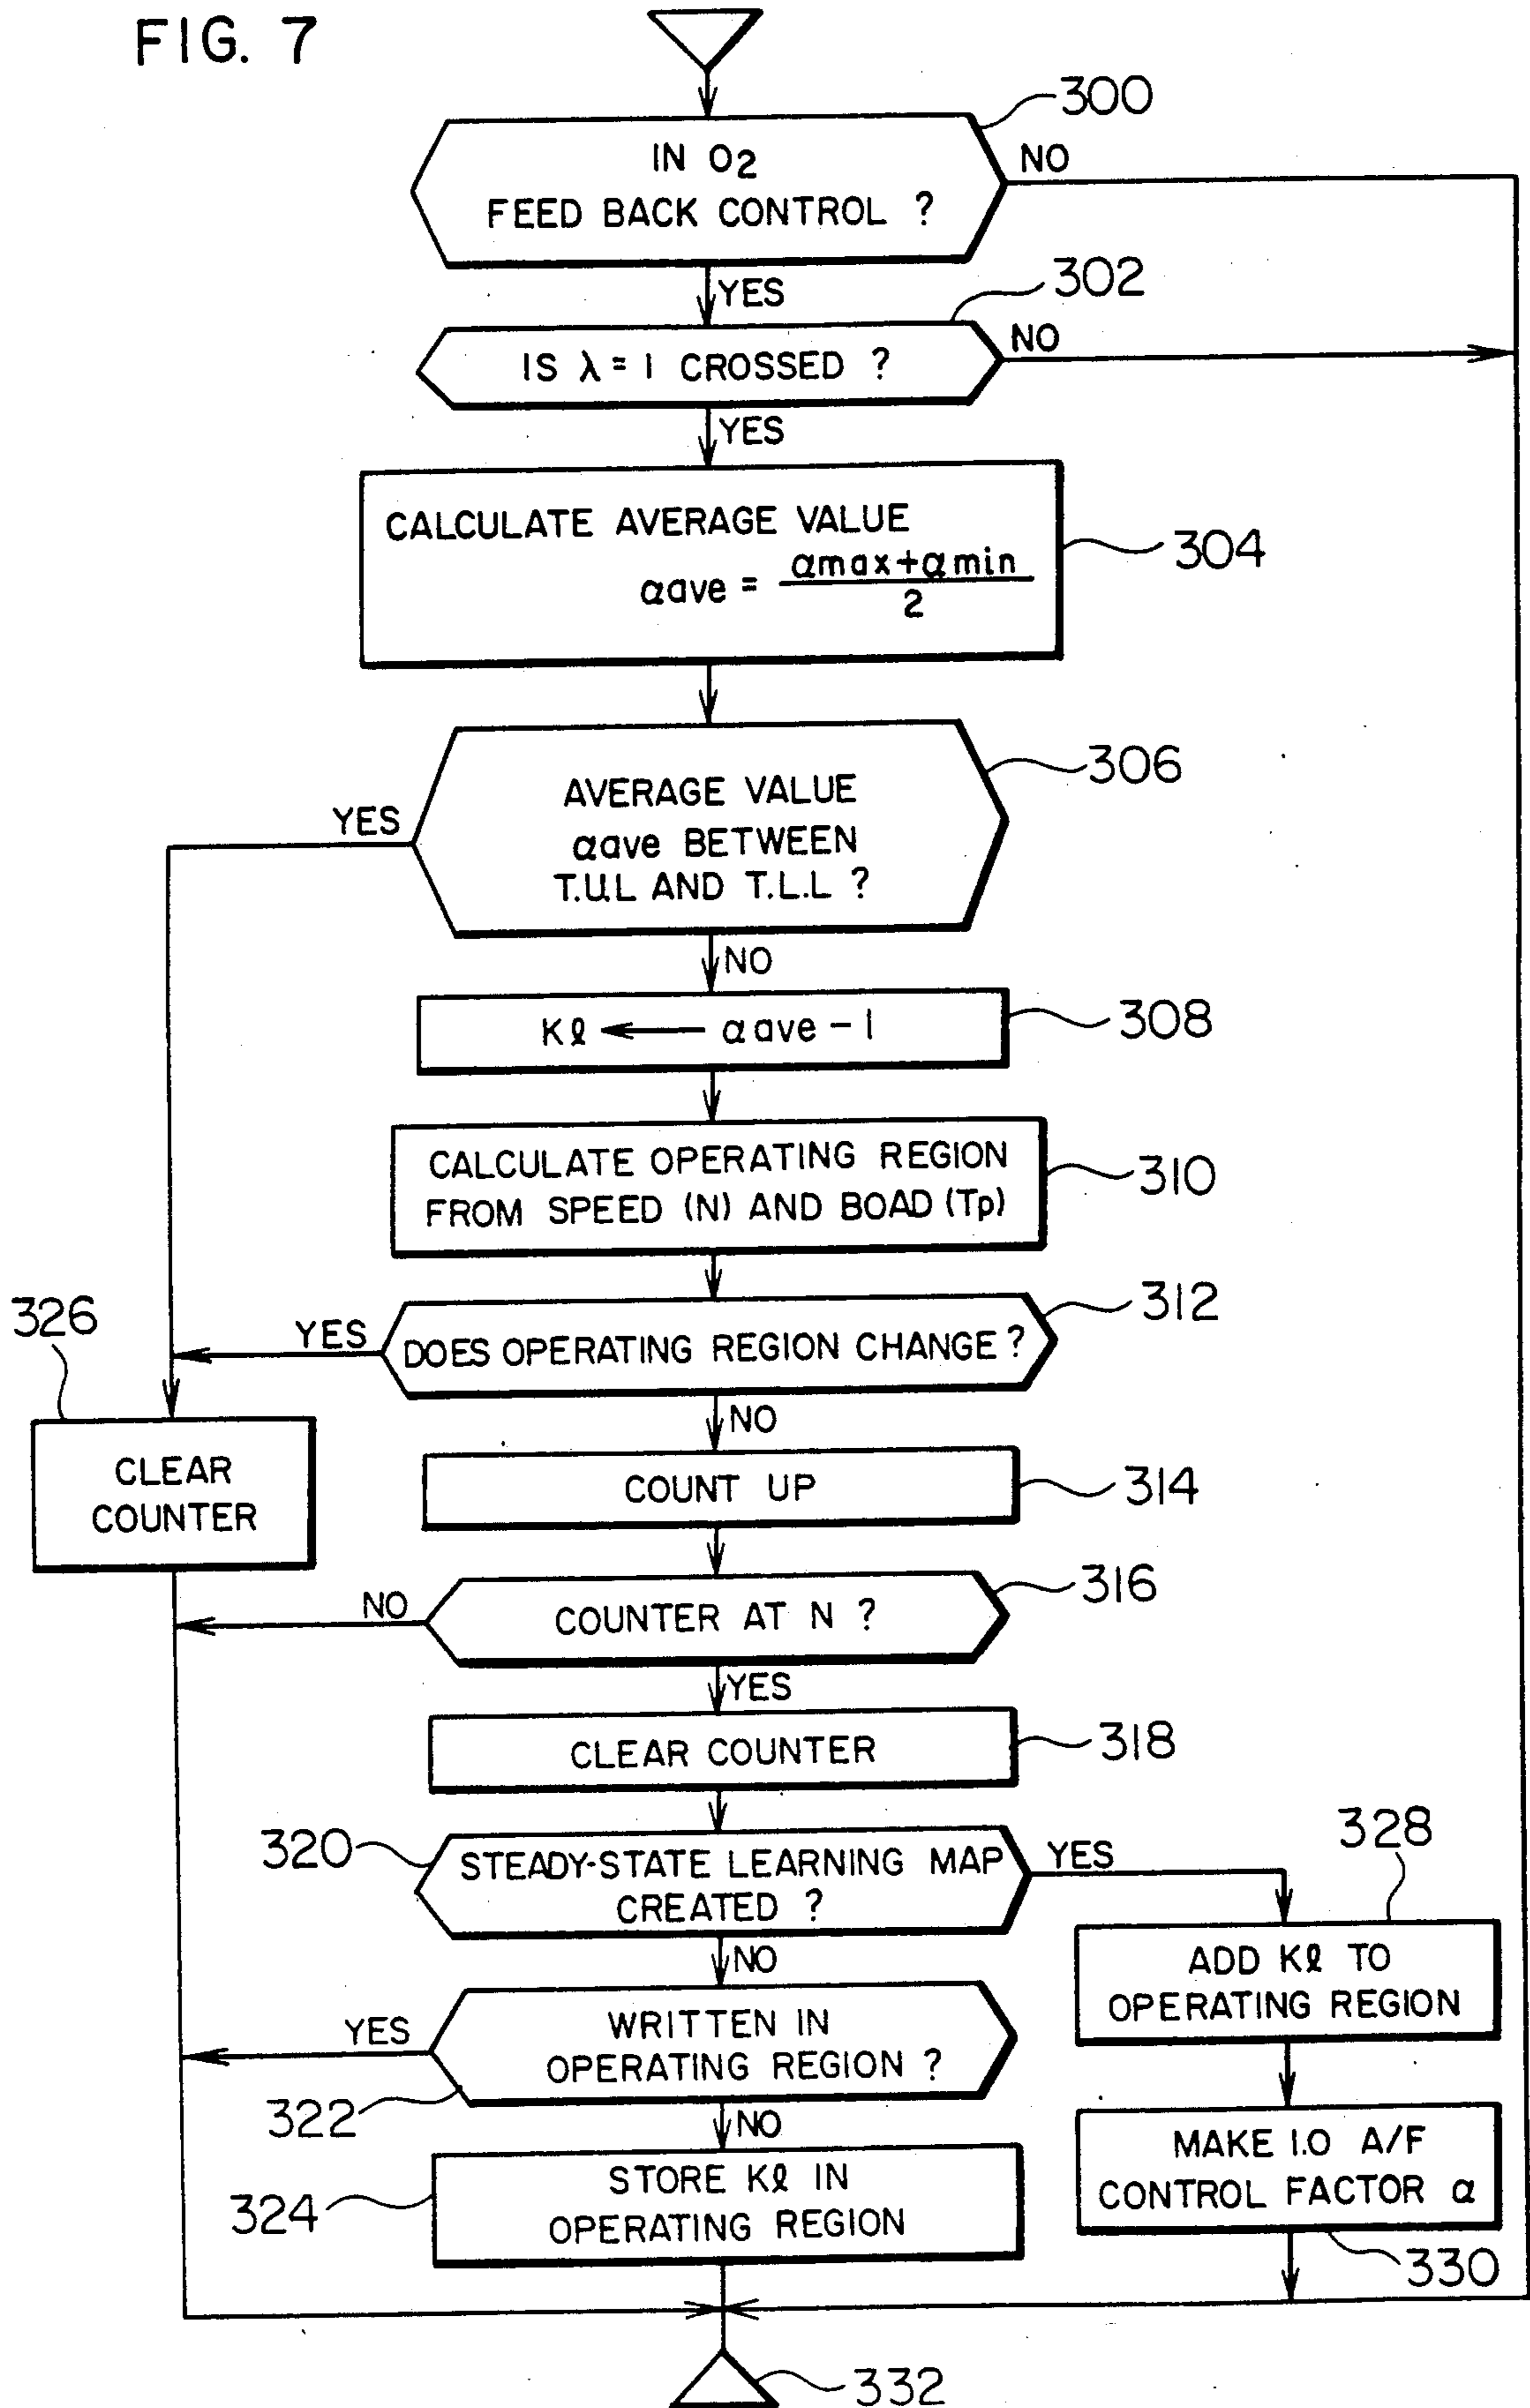 FIG. 7
300
IN O2
FEED BACK CONTROL ?
NO
YES
302
IS λ = 1 CROSSED ?
NO
YES
CALCULATE AVERAGE VALUE
αave = αmax+αmin / 2
304
306
AVERAGE VALUE
αave BETWEEN
T.U.L AND T.L.L ?
YES
NO
Kℓ ← αave - 1
308
CALCULATE OPERATING REGION
FROM SPEED (N) AND BOAD (Tp)
310
312
DOES OPERATING REGION CHANGE ?
YES
NO
326
CLEAR
COUNTER
COUNT UP
314
316
COUNTER AT N ?
NO
YES
CLEAR COUNTER
318
320
STEADY-STATE LEARNING MAP
CREATED ?
YES
NO
328
ADD Kℓ TO
OPERATING REGION
WRITTEN IN
OPERATING REGION ?
YES
322
NO
MAKE 1.0 A/F
CONTROL FACTOR α
330
STORE Kℓ IN
OPERATING REGION
324
332